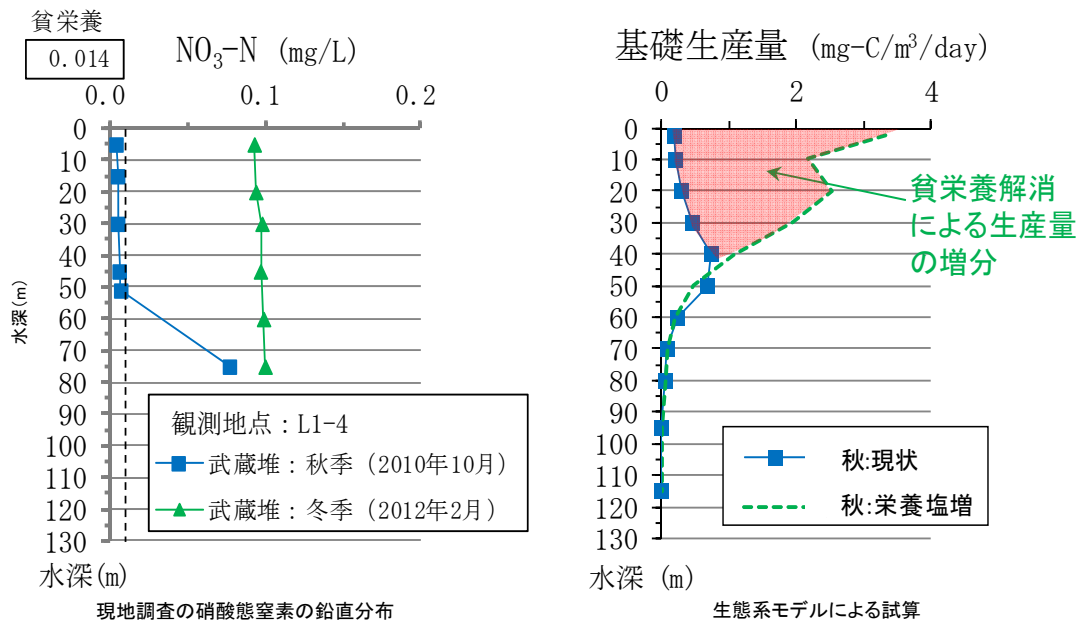 貧栄養
0.014
NO₃-N (mg/L)
0.0 0.1 0.2
0
10
20
30
40
50
60
70
80
90
100
110
120
130
水深(m)
観測地点：L1-4
武蔵堆：秋季（2010年10月）
武蔵堆：冬季（2012年2月）
水深(m)
現地調査の硝酸態窒素の鉛直分布
基礎生産量 (mg-C/m³/day)
0 2 4
0
10
20
30
40
50
60
70
80
90
100
110
120
130
貧栄養解消
による生産量
の増分
秋:現状
秋:栄養塩増
水深 (m)
生態系モデルによる試算